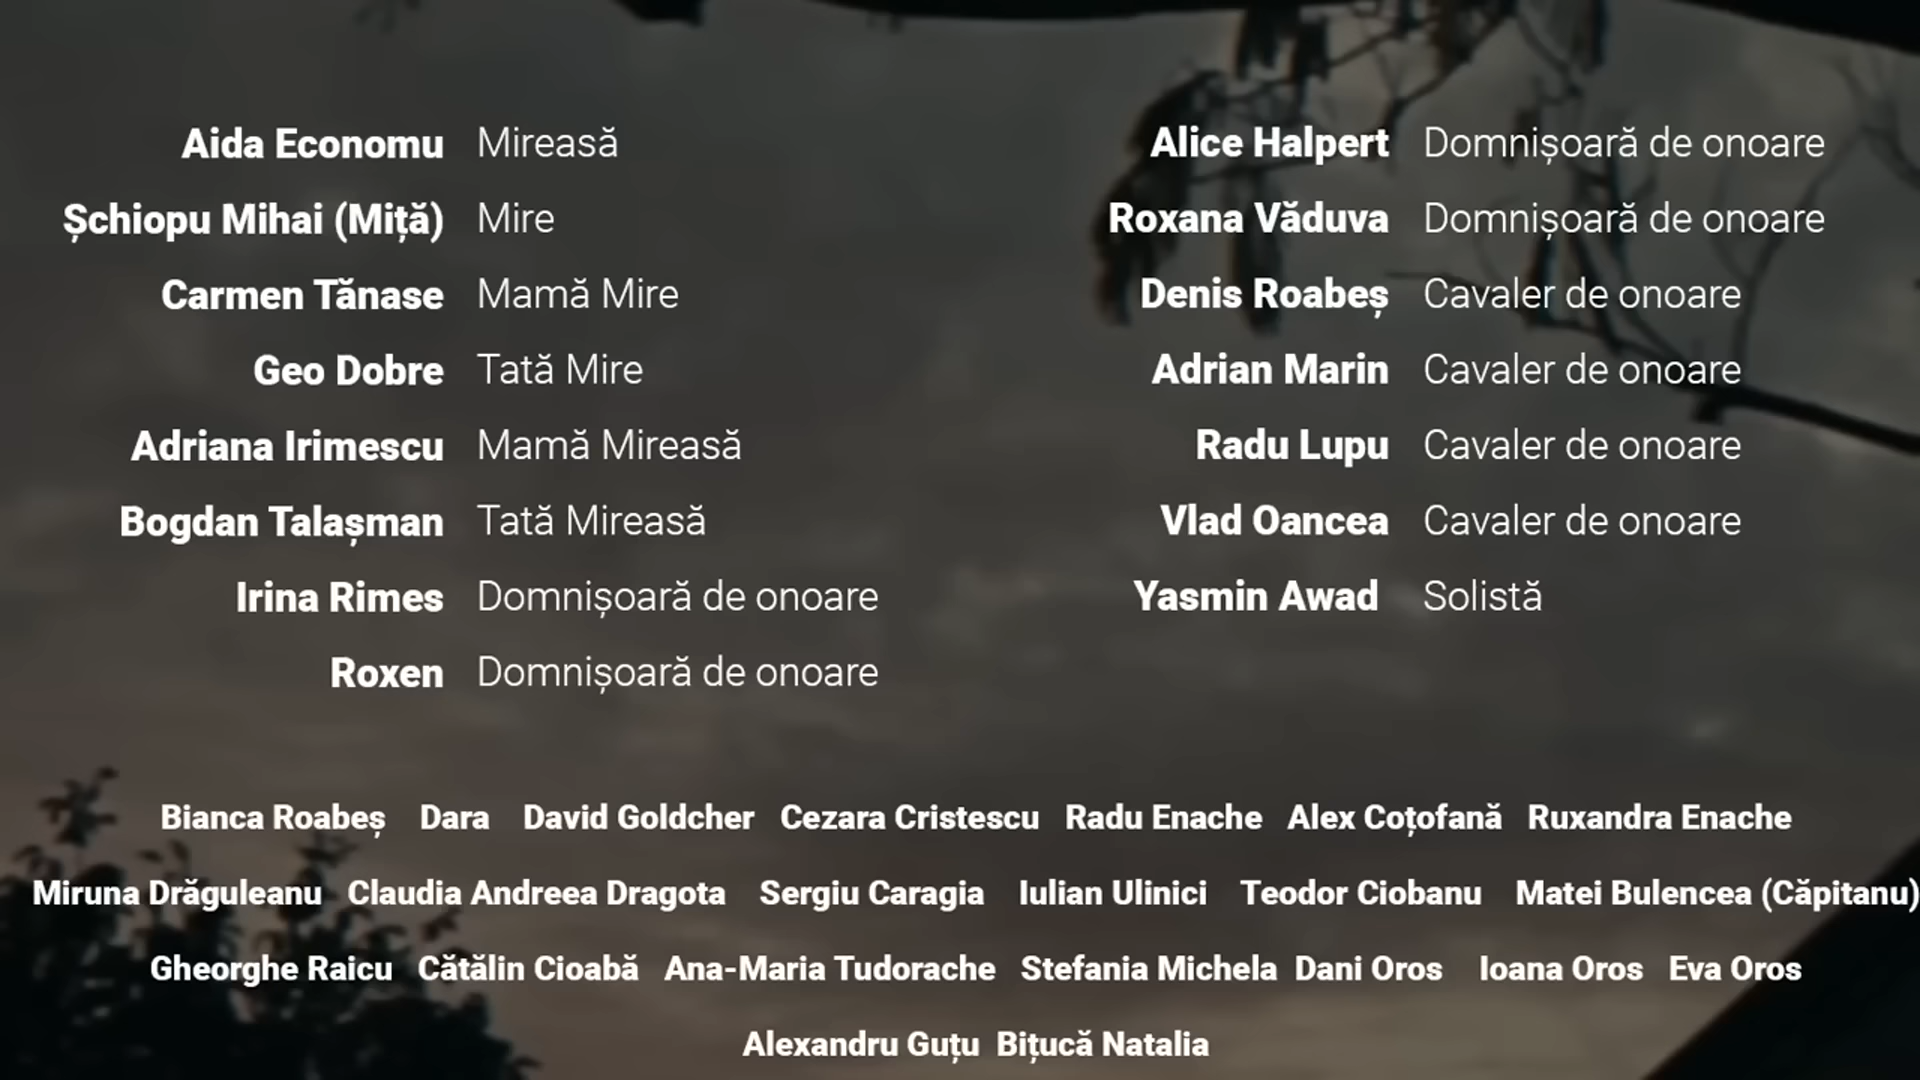 Aida Economu Mireasă
Șchiopu Mihai (Miță) Mire
Carmen Tănase Mamă Mire
Geo Dobre Tată Mire
Adriana Irimescu Mamă Mireasă
Bogdan Talașman Tată Mireasă
Irina Rimes Domnișoară de onoare
Roxen Domnișoară de onoare
Alice Halpert Domnișoară de onoare
Roxana Văduva Domnișoară de onoare
Denis Roabeș Cavaler de onoare
Adrian Marin Cavaler de onoare
Radu Lupu Cavaler de onoare
Vlad Oancea Cavaler de onoare
Yasmin Awad Solistă
Bianca Roabeș Dara David Goldcher Cezara Cristescu Radu Enache Alex Coțofană Ruxandra Enache
Miruna Drăguleanu Claudia Andreea Dragota Sergiu Caragia Iulian Ulinici Teodor Ciobanu Matei Bulencea (Căpitanu)
Gheorghe Raicu Cătălin Cioabă Ana-Maria Tudorache Stefania Michela Dani Oros Ioana Oros Eva Oros
Alexandru Guțu Bițucă Natalia